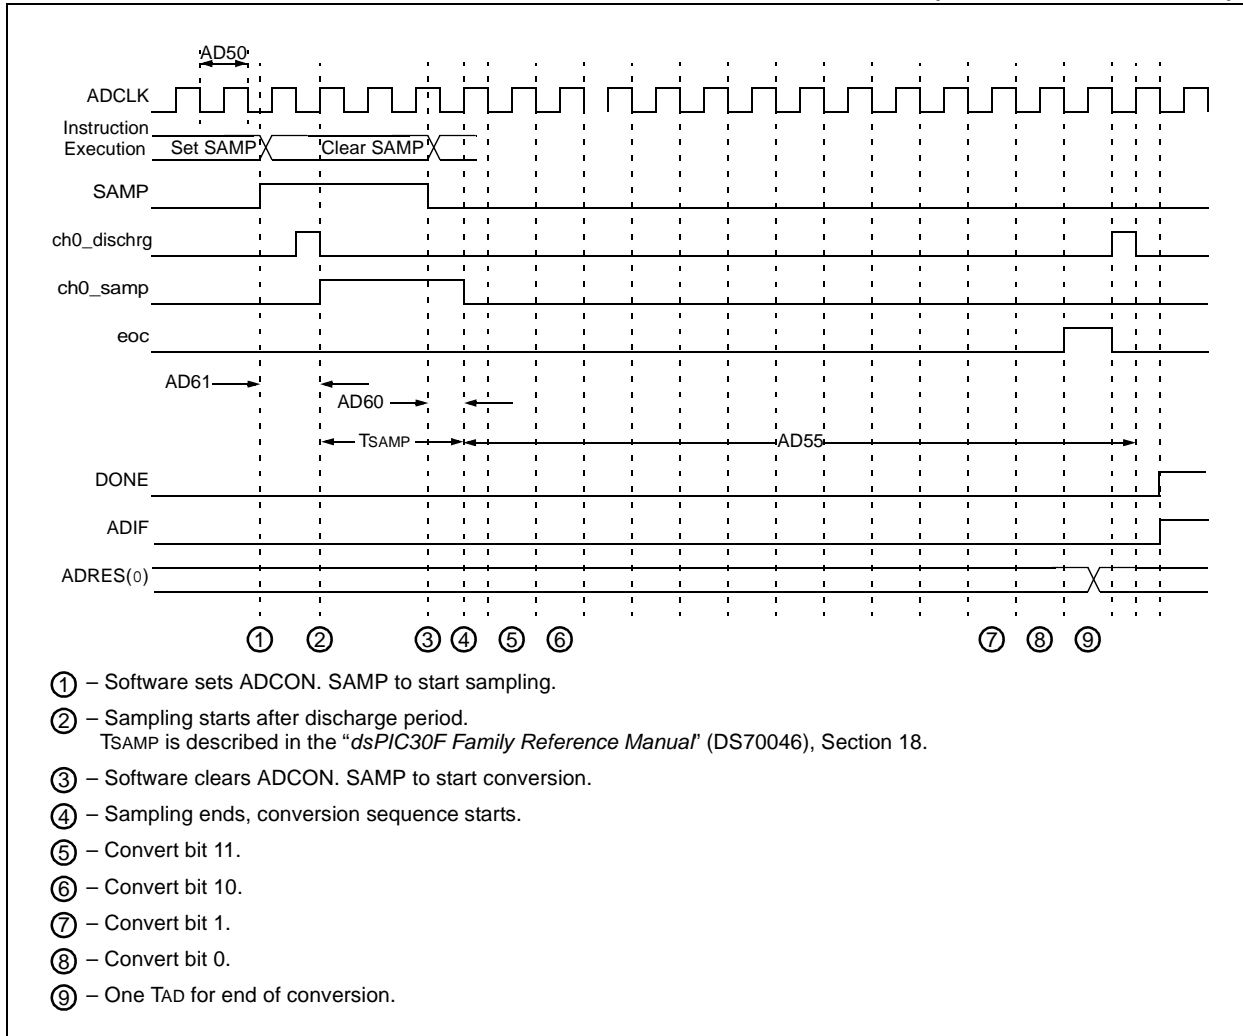 AD50
ADCLK
Instruction
Execution
Set SAMP
Clear SAMP
SAMP
ch0_dischrg
ch0_samp
eoc
AD61
AD60
TSAMP
AD55
DONE
ADIF
ADRES(0)
1 2 3 4 5 6 7 8 9
1 – Software sets ADCON. SAMP to start sampling.
2 – Sampling starts after discharge period.
TSAMP is described in the "dsPIC30F Family Reference Manual" (DS70046), Section 18.
3 – Software clears ADCON. SAMP to start conversion.
4 – Sampling ends, conversion sequence starts.
5 – Convert bit 11.
6 – Convert bit 10.
7 – Convert bit 1.
8 – Convert bit 0.
9 – One TAD for end of conversion.